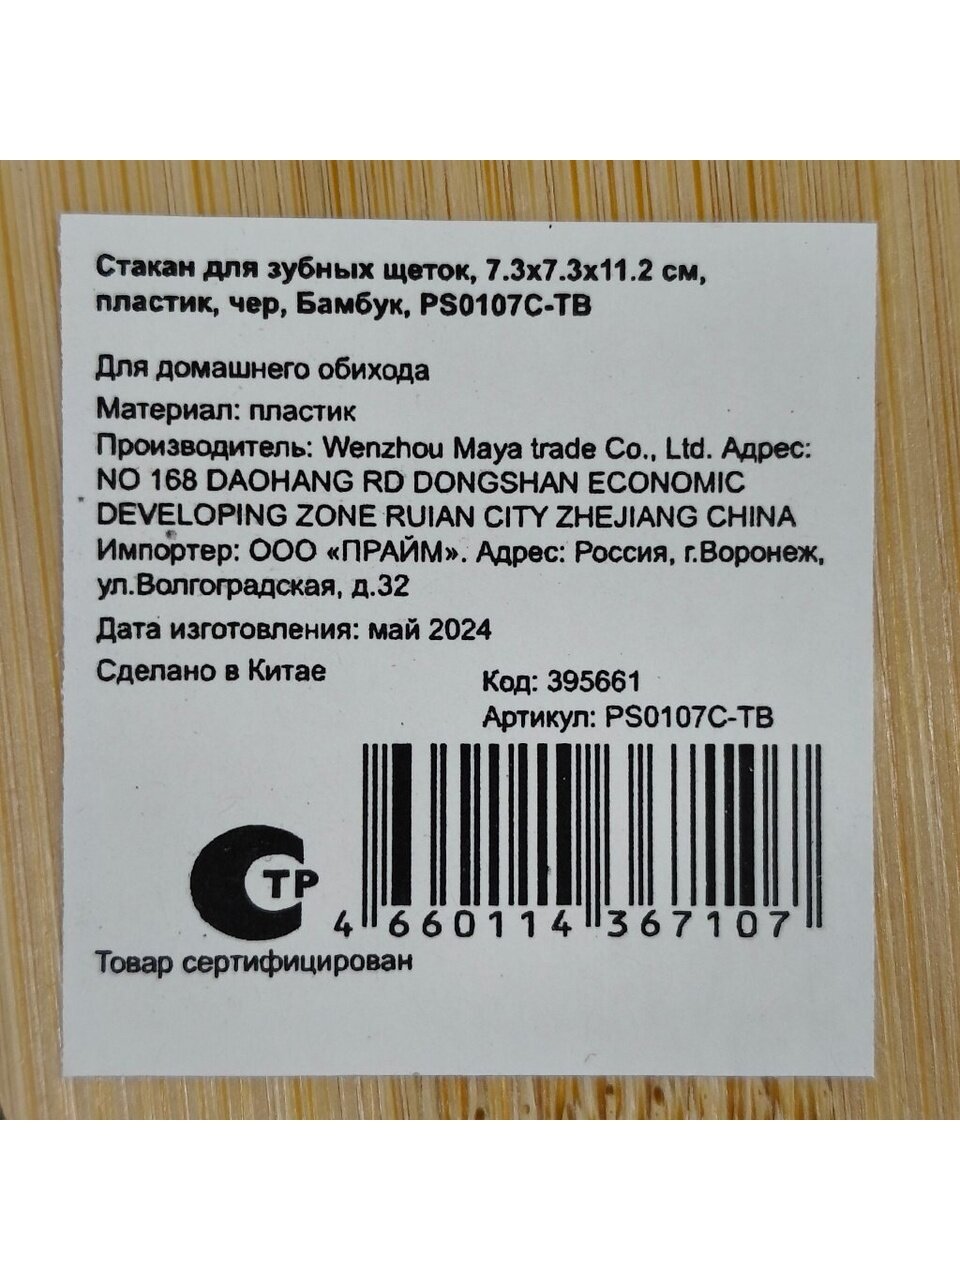 Стакан для зубных щеток, 7.3х7.3х11.2 см,
пластик, чер, Бамбук, PS0107C-TB
Для домашнего обихода
Материал: пластик
Производитель: Wenzhou Maya trade Co., Ltd. Адрес:
NO 168 DAOHANG RD DONGSHAN ECONOMIC
DEVELOPING ZONE RUIAN CITY ZHEJIANG CHINA
Импортер: ООО «ПРАЙМ». Адрес: Россия, г.Воронеж,
ул.Волгоградская, д.32
Дата изготовления: май 2024
Сделано в Китае
Код: 395661
Артикул: PS0107C-TB
ТР
4 660114 367107
Товар сертифицирован